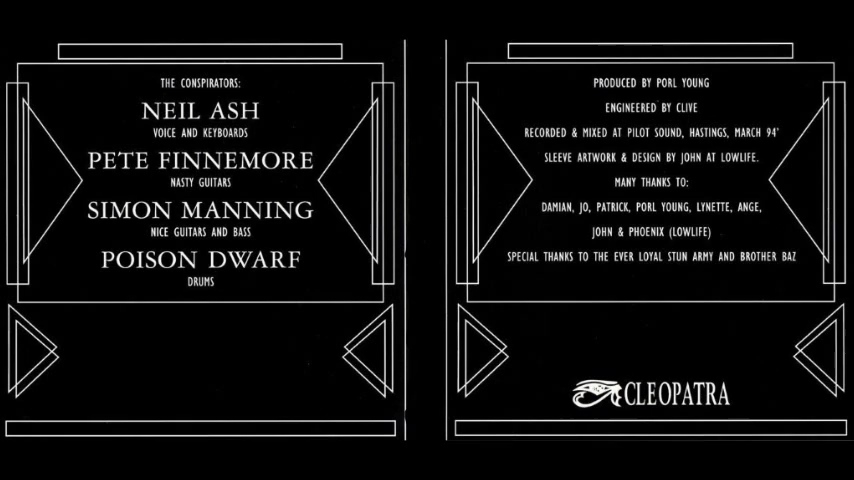 THE CONSPIRATORS:
NEIL ASH
VOICE AND KEYBOARDS
PETE FINNEMORE
NASTY GUITARS
SIMON MANNING
NICE GUITARS AND BASS
POISON DWARF
DRUMS
PRODUCED BY PORL YOUNG
ENGINEERED BY CLIVE
RECORDED & MIXED AT PILOT SOUND, HASTINGS, MARCH 94'
SLEEVE ARTWORK & DESIGN BY JOHN AT LOWLIFE.
MANY THANKS TO:
DAMIAN, JO, PATRICK, PORL YOUNG, LYNETTE, ANGE,
JOHN & PHOENIX (LOWLIFE)
SPECIAL THANKS TO THE EVER LOYAL STUN ARMY AND BROTHER BAZ
CLEOPATRA